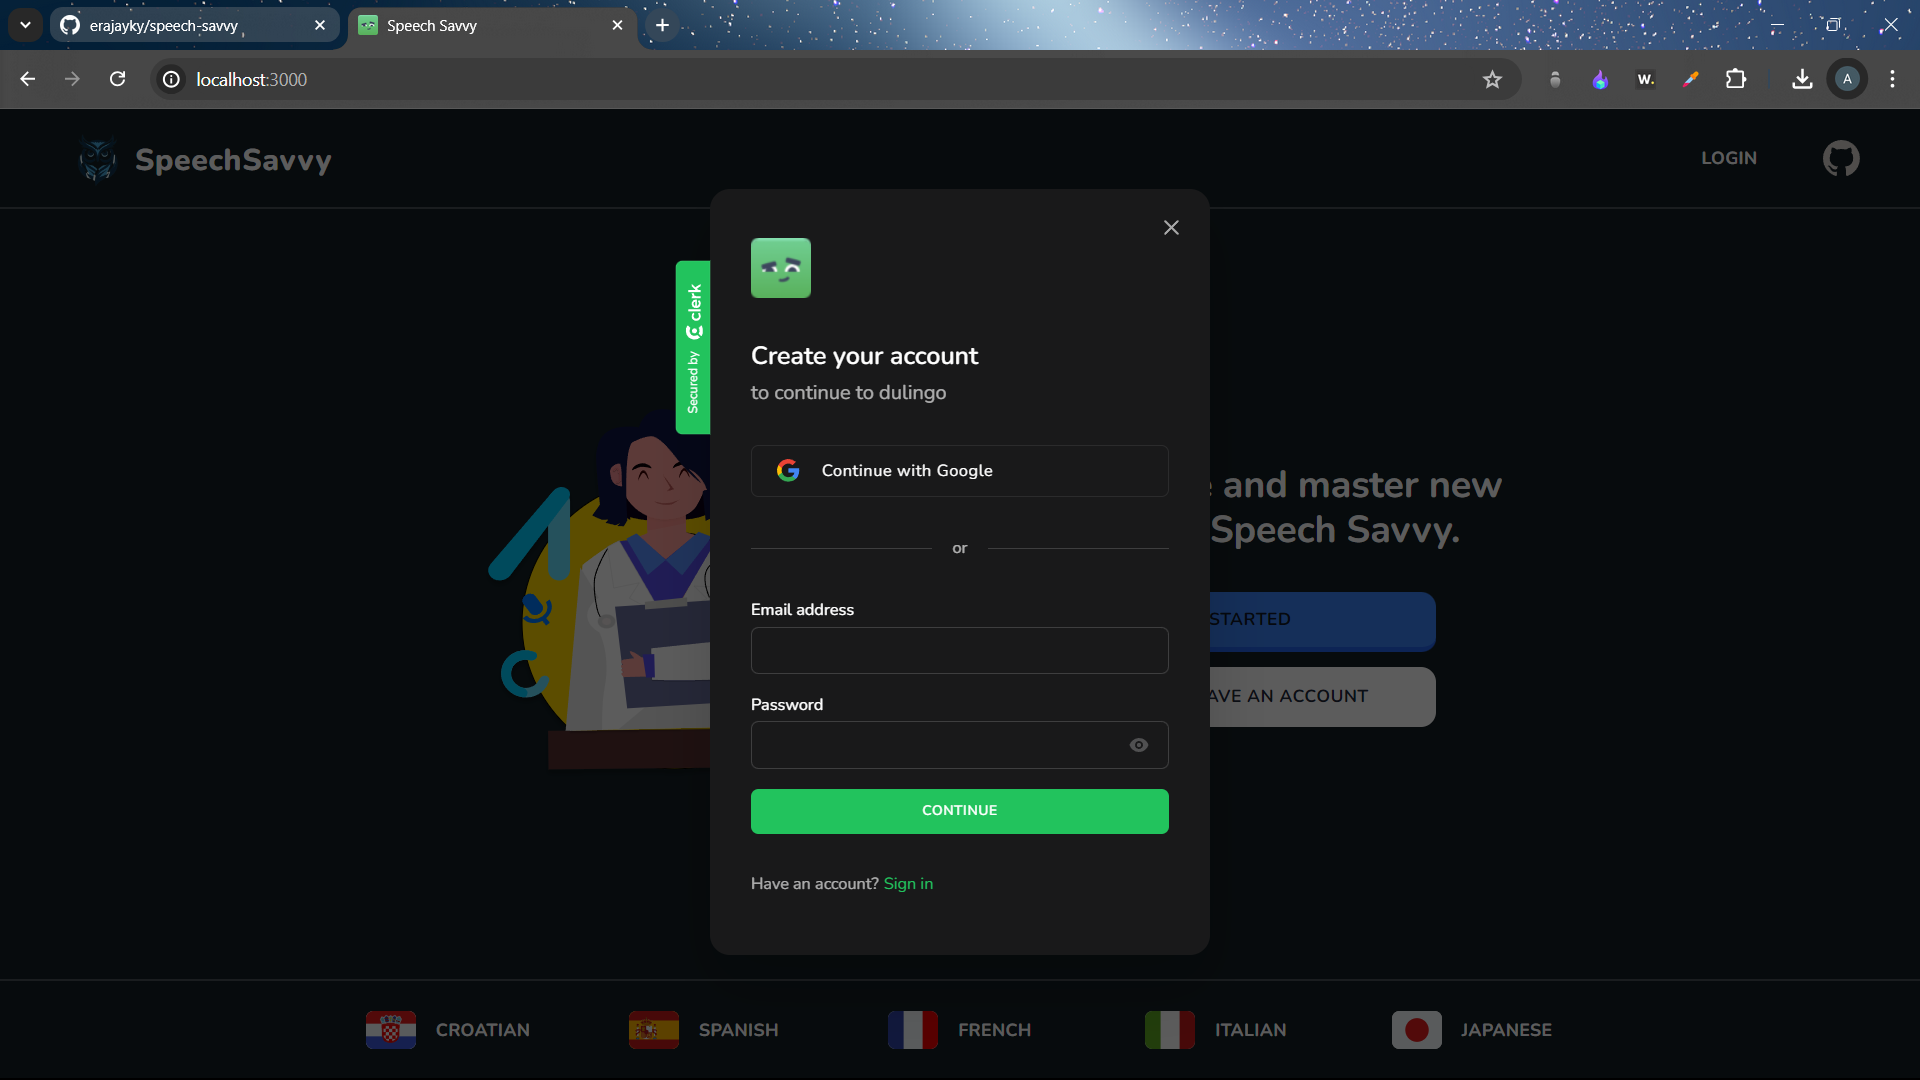 erajayky/speech-savvy
Speech Savvy
localhost:3000
W.
A
SpeechSavvy
LOGIN
Secured by clerk
Create your account
to continue to dulingo
Continue with Google
or
Email address
Password
CONTINUE
Have an account? Sign in
and master new
Speech Savvy.
STARTED
AVE AN ACCOUNT
CROATIAN
SPANISH
FRENCH
ITALIAN
JAPANESE